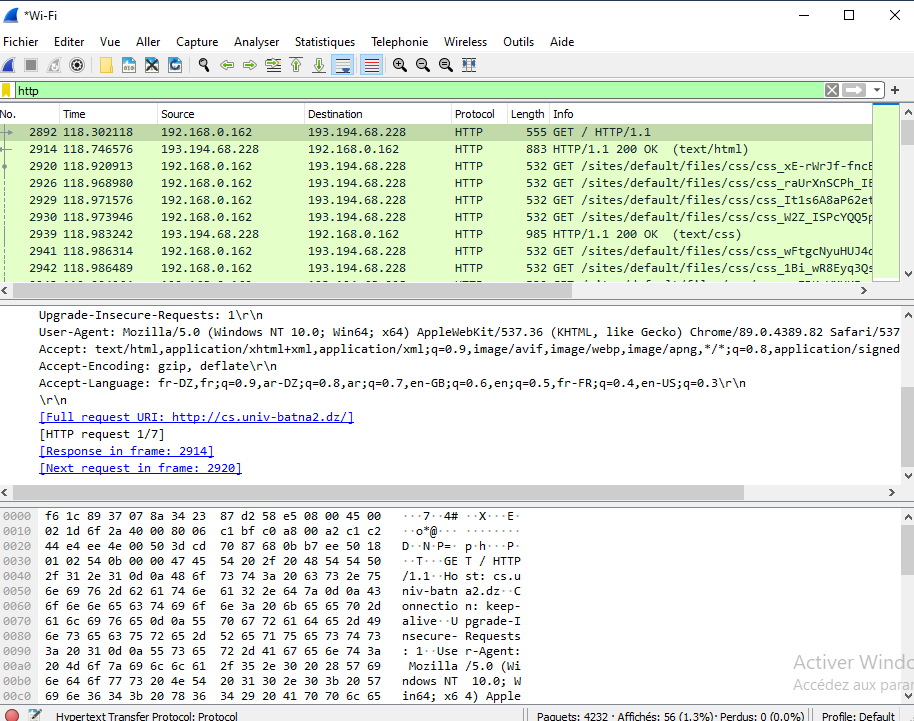 *Wi-Fi
Fichier Editer Vue Aller Capture Analyser Statistiques Telephonie Wireless Outils Aide
http
No. Time Source Destination Protocol Length Info
2892 118.302118 192.168.0.162 193.194.68.228 HTTP 555 GET / HTTP/1.1
2914 118.746576 193.194.68.228 192.168.0.162 HTTP 883 HTTP/1.1 200 OK (text/html)
2920 118.920913 192.168.0.162 193.194.68.228 HTTP 532 GET /sites/default/files/css/css_xE-rWrJf-fncB
2926 118.968980 192.168.0.162 193.194.68.228 HTTP 532 GET /sites/default/files/css/css_raUrXnSCPh_IE
2929 118.971576 192.168.0.162 193.194.68.228 HTTP 532 GET /sites/default/files/css/css_It1s6A8aP62et
2930 118.973946 192.168.0.162 193.194.68.228 HTTP 532 GET /sites/default/files/css/css_W2Z_ISPcYQQ5p
2939 118.983242 193.194.68.228 192.168.0.162 HTTP 985 HTTP/1.1 200 OK (text/css)
2941 118.986314 192.168.0.162 193.194.68.228 HTTP 532 GET /sites/default/files/css/css_wFtgcNyuHUJ4c
2942 118.986489 192.168.0.162 193.194.68.228 HTTP 532 GET /sites/default/files/css/css_1Bi_wR8Eyq3Qs
Upgrade-Insecure-Requests: 1\r\n
User-Agent: Mozilla/5.0 (Windows NT 10.0; Win64; x64) AppleWebKit/537.36 (KHTML, like Gecko) Chrome/89.0.4389.82 Safari/537
Accept: text/html,application/xhtml+xml,application/xml;q=0.9,image/avif,image/webp,image/apng,*/*;q=0.8,application/signed
Accept-Encoding: gzip, deflate\r\n
Accept-Language: fr-DZ,fr;q=0.9,ar-DZ;q=0.8,ar;q=0.7,en-GB;q=0.6,en;q=0.5,fr-FR;q=0.4,en-US;q=0.3\r\n
\r\n
[Full request URI: http://cs.univ-batna2.dz/]
[HTTP request 1/7]
[Response in frame: 2914]
[Next request in frame: 2920]
0000 f6 1c 89 37 07 8a 34 23 87 d2 58 e5 08 00 45 00 ···7··4# ··X···E·
0010 02 1d 6f 2a 40 00 80 06 c1 bf c0 a8 00 a2 c1 c2 ··o*@··· ········
0020 44 e4 ee 4e 00 50 3d cd 70 87 68 0b b7 ee 50 18 D··N·P=· p·h···P·
0030 01 02 54 0b 00 00 47 45 54 20 2f 20 48 54 54 50 ··T···GE T / HTTP
0040 2f 31 2e 31 0d 0a 48 6f 73 74 3a 20 63 73 2e 75 /1.1··Ho st: cs.u
0050 6e 69 76 2d 62 61 74 6e 61 32 2e 64 7a 0d 0a 43 niv-batn a2.dz··C
0060 6f 6e 6e 65 63 74 69 6f 6e 3a 20 6b 65 65 70 2d onnectio n: keep-
0070 61 6c 69 76 65 0d 0a 55 70 67 72 61 64 65 2d 49 alive··U pgrade-I
0080 6e 73 65 63 75 72 65 2d 52 65 71 75 65 73 74 73 nsecure- Requests
0090 3a 20 31 0d 0a 55 73 65 72 2d 41 67 65 6e 74 3a : 1··Use r-Agent:
00a0 20 4d 6f 7a 69 6c 6c 61 2f 35 2e 30 20 28 57 69 Mozilla /5.0 (Wi
00b0 6e 64 6f 77 73 20 4e 54 20 31 30 2e 30 3b 20 57 ndows NT 10.0; W
00c0 69 6e 36 34 3b 20 78 36 34 29 20 41 70 70 6c 65 in64; x6 4) Apple
Activer Windo
Accédez aux parar
Hypertext Transfer Protocol: Protocol Paquets: 4232 · Affichés: 56 (1.3%) · Perdus: 0 (0.0%) Profile: Default